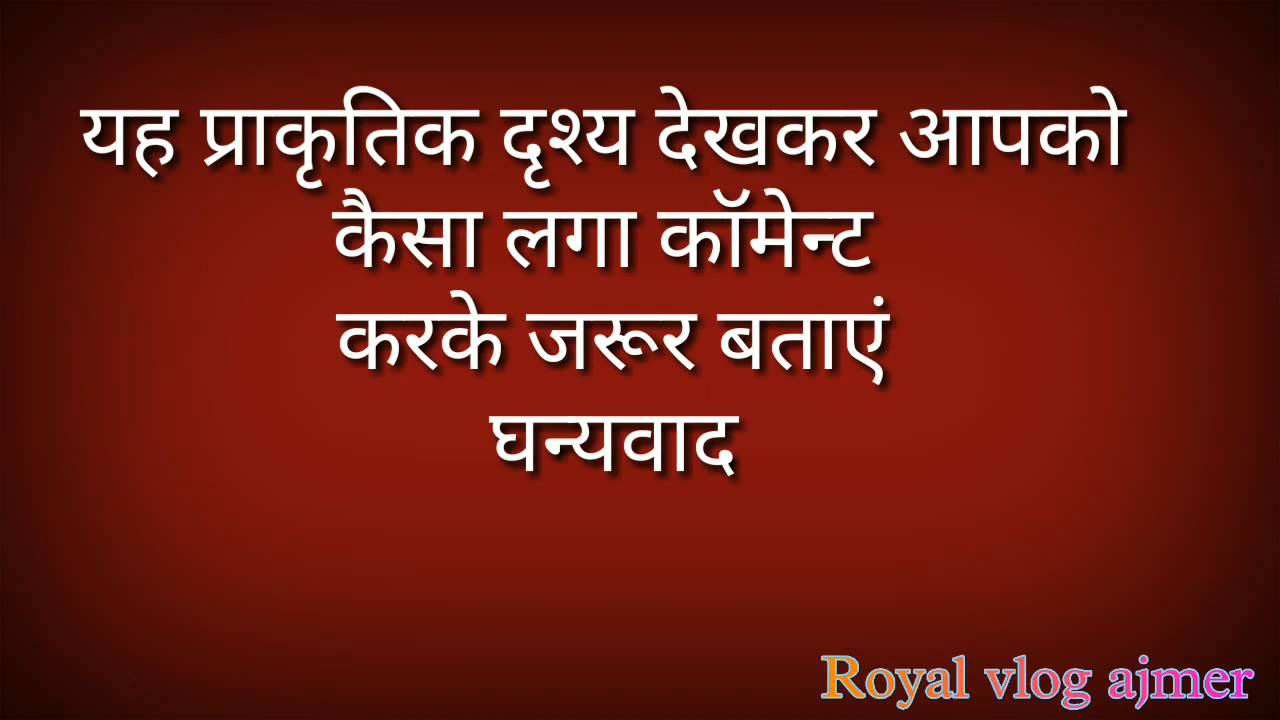 यह प्राकृतिक दृश्य देखकर आपको
कैसा लगा कॉमेन्ट
करके जरूर बताएं
घन्यवाद
Royal vlog ajmer